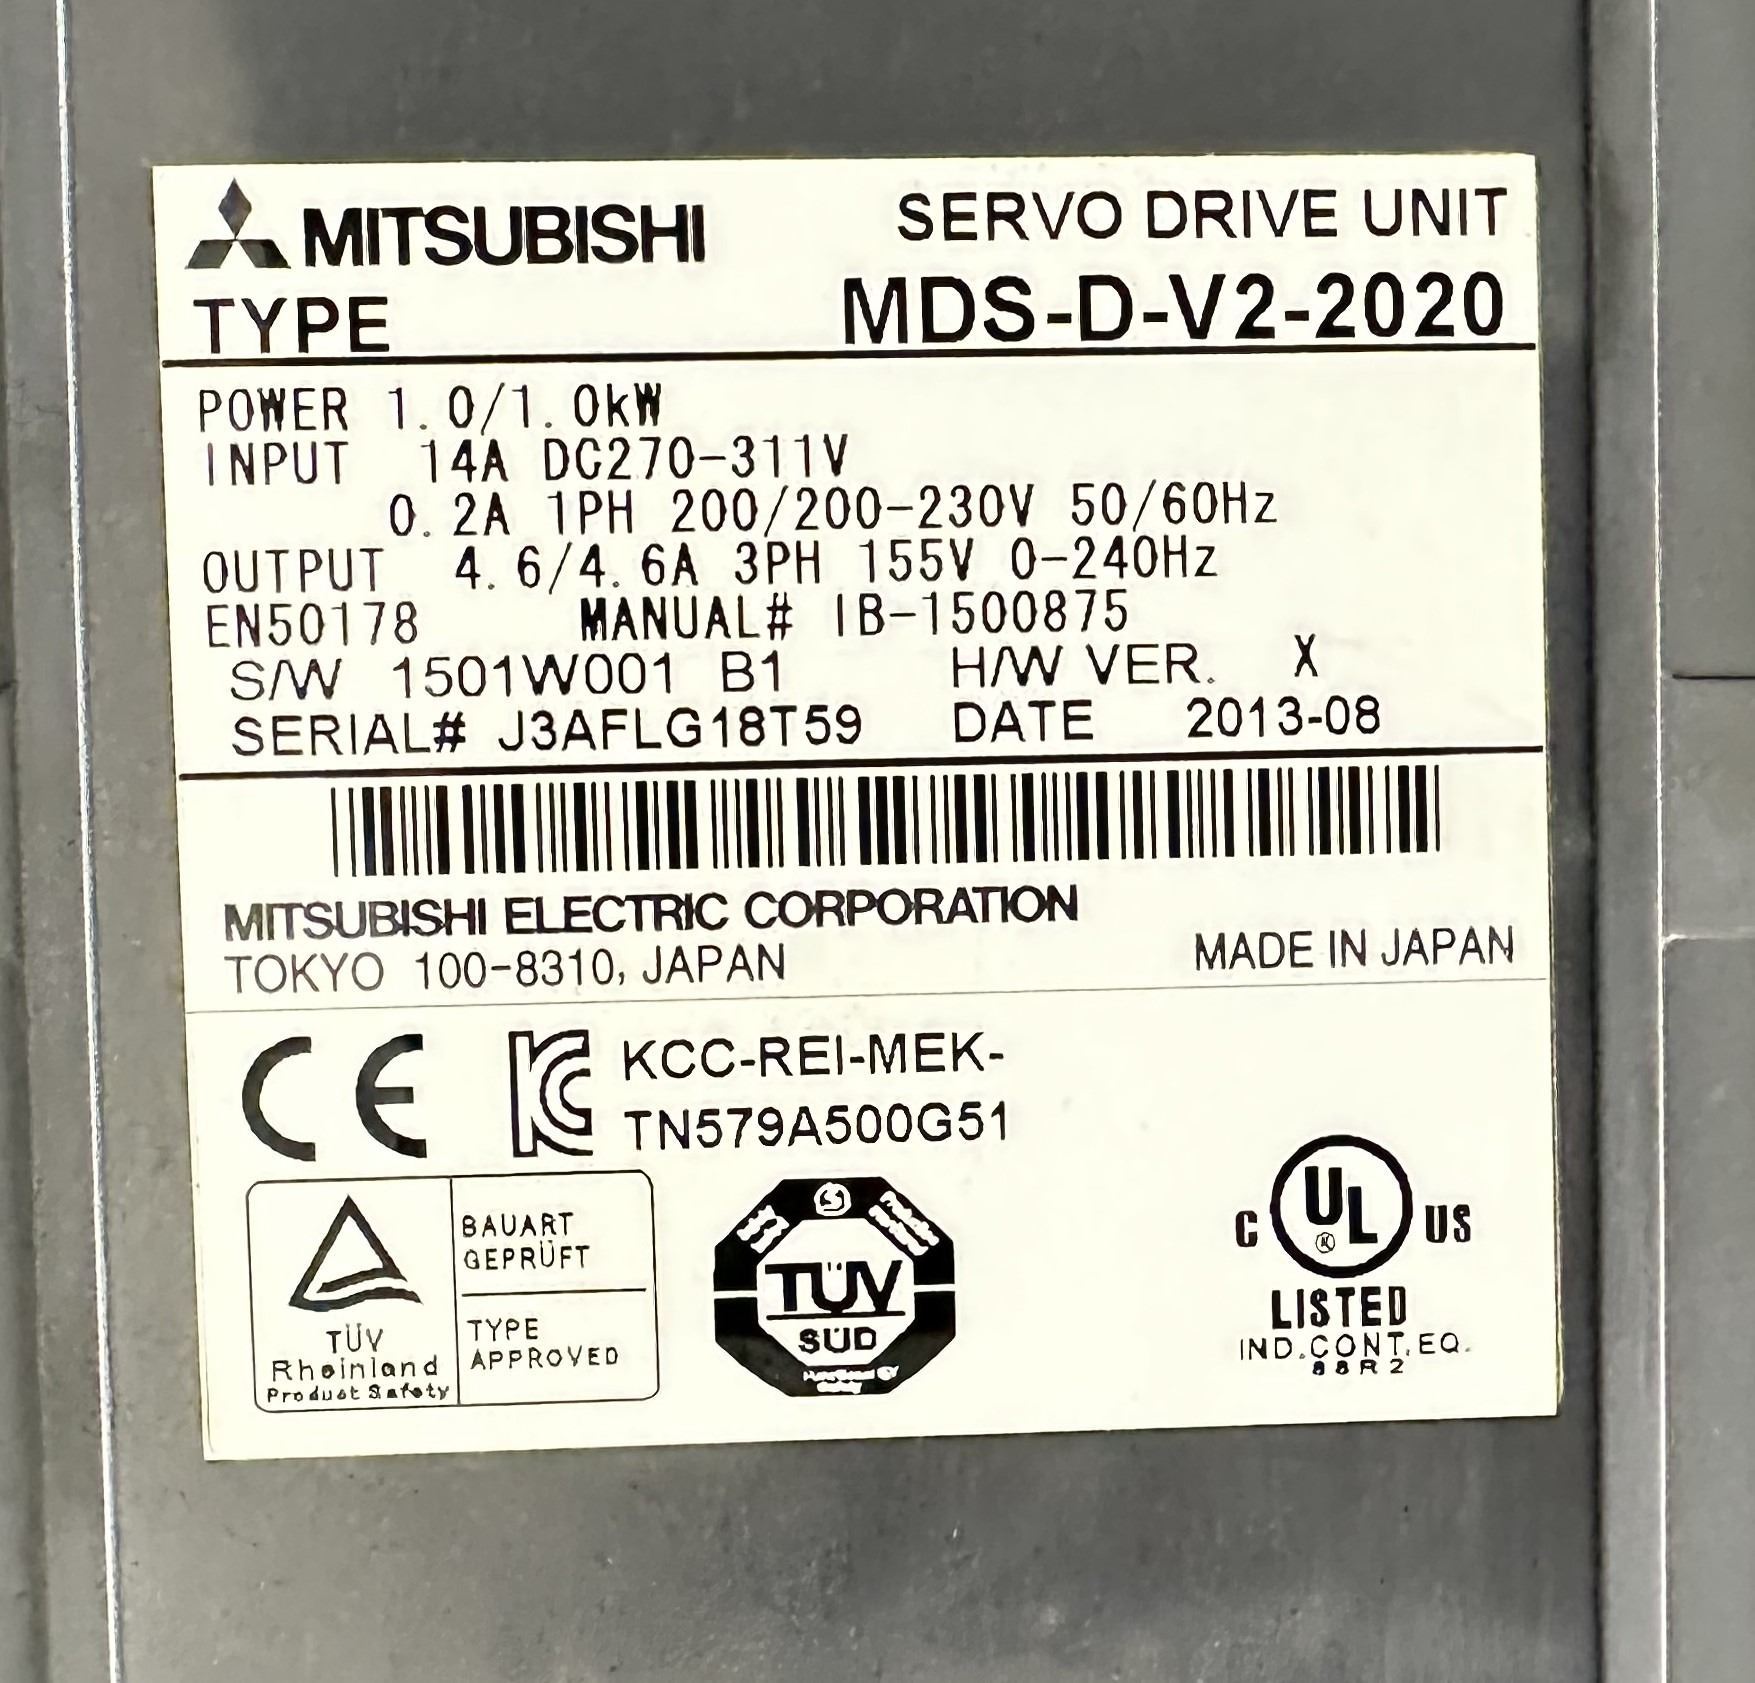 MITSUBISHI
SERVO DRIVE UNIT
TYPE MDS-D-V2-2020
POWER 1.0/1.0kW
INPUT 14A DC270-311V
0.2A 1PH 200/200-230V 50/60Hz
OUTPUT 4.6/4.6A 3PH 155V 0-240Hz
EN50178 MANUAL# IB-1500875
S/W 1501W001 B1 H/W VER. X
SERIAL# J3AFLG18T59 DATE 2013-08
MITSUBISHI ELECTRIC CORPORATION
TOKYO 100-8310, JAPAN MADE IN JAPAN
CE
KCC-REI-MEK-
TN579A500G51
BAUART
GEPRÜFT
TYPE
APPROVED
TÜV
Rheinland
Product Safety
TÜV
SÜD
C UL US
LISTED
IND.CONT.EQ.
88R2